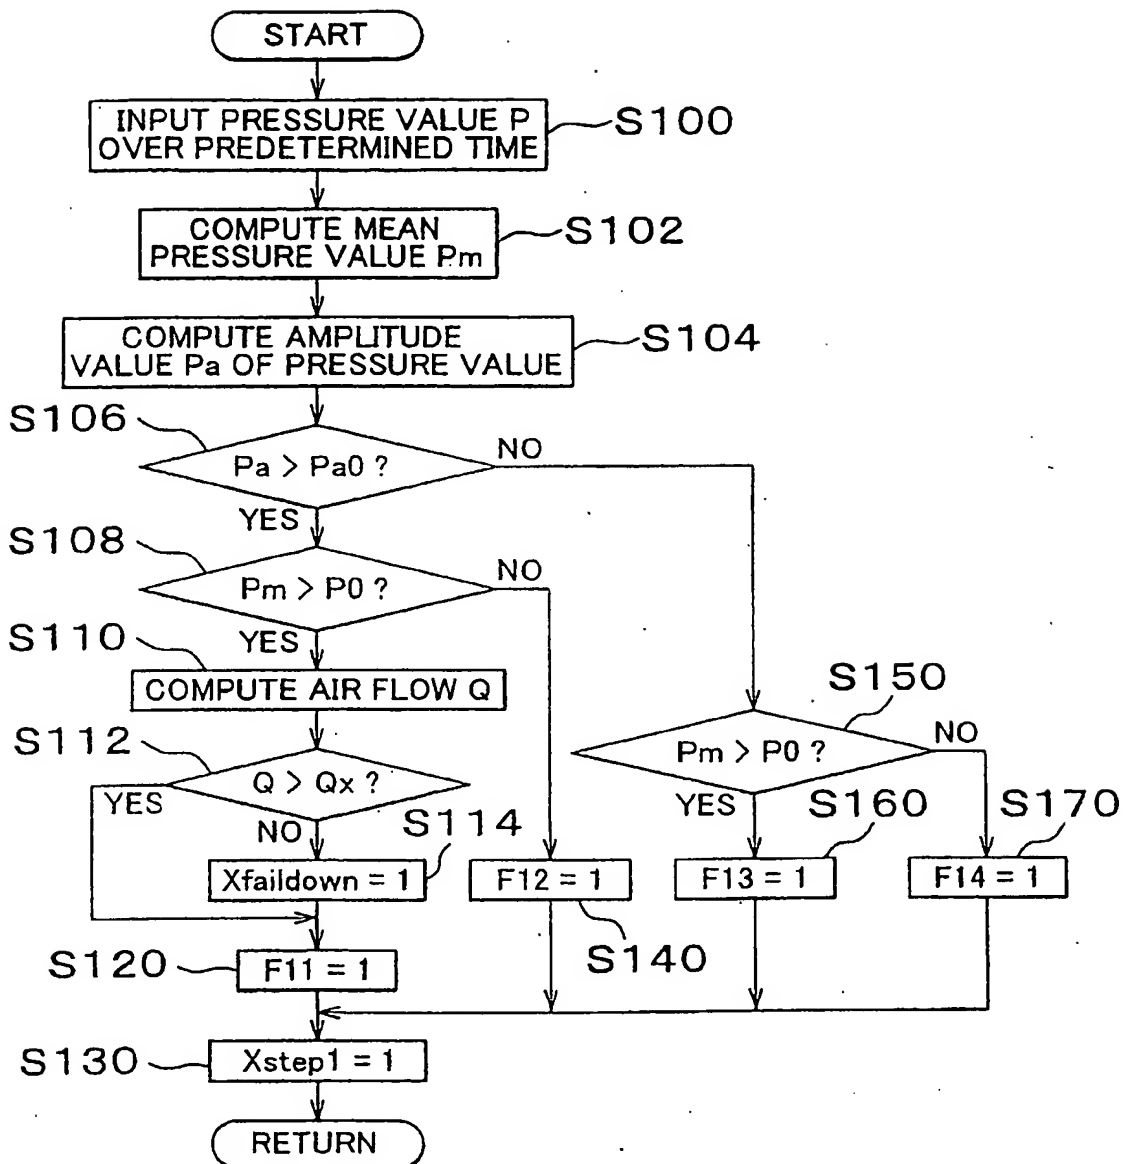 START
INPUT PRESSURE VALUE P
OVER PREDETERMINED TIME
S100
COMPUTE MEAN
PRESSURE VALUE Pm
S102
COMPUTE AMPLITUDE
VALUE Pa OF PRESSURE VALUE
S104
S106
Pa > Pa0 ?
NO
YES
S108
Pm > P0 ?
NO
YES
S110
COMPUTE AIR FLOW Q
S150
Pm > P0 ?
NO
YES
S112
Q > Qx ?
YES
NO
S114
Xfaildown = 1
F12 = 1
S140
S160
F13 = 1
S170
F14 = 1
S120
F11 = 1
S130
Xstep1 = 1
RETURN